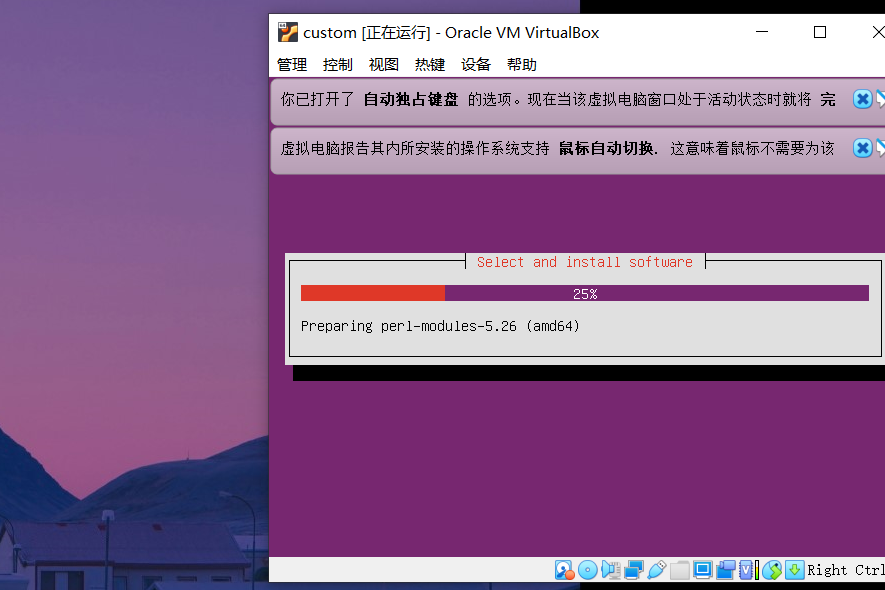 custom [正在运行] - Oracle VM VirtualBox
管理 控制 视图 热键 设备 帮助
你已打开了 自动独占键盘 的选项。现在当该虚拟电脑窗口处于活动状态时就将 完
虚拟电脑报告其内所安装的操作系统支持 鼠标自动切换. 这意味着鼠标不需要为该
Select and install software
25%
Preparing perl-modules-5.26 (amd64)
Right Ctrl